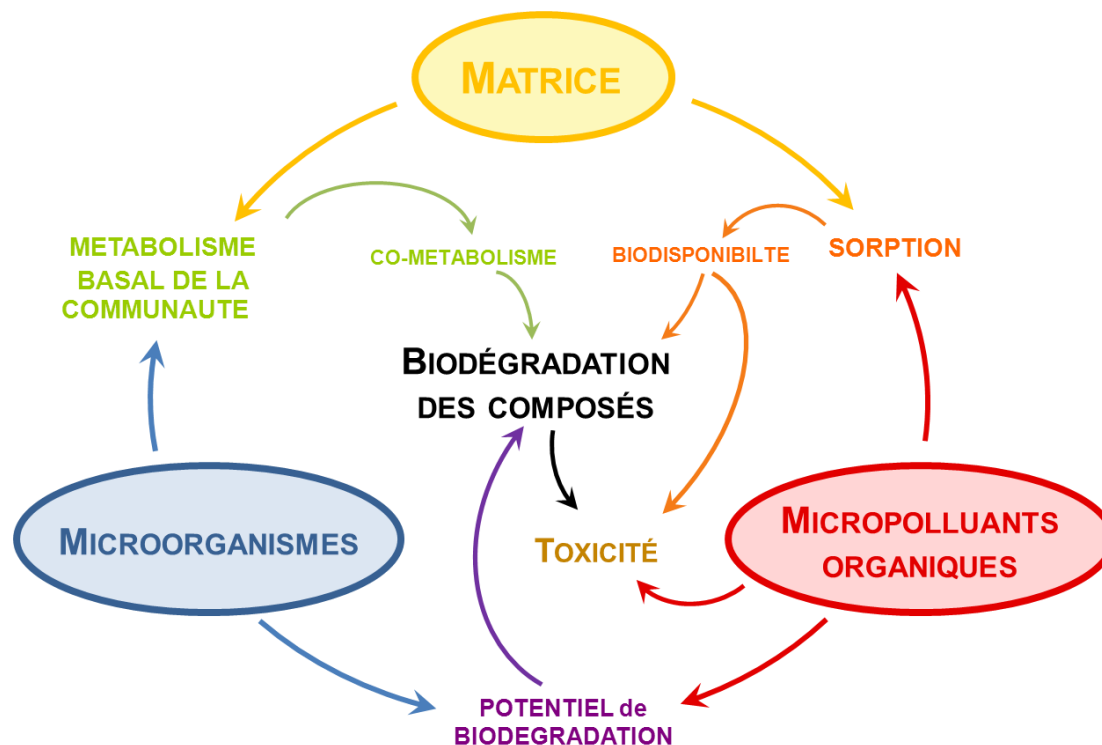 MATRICE
METABOLISME
BASAL DE LA
COMMUNAUTE
CO-METABOLISME
BIODISPONIBILTE
SORPTION
BIODÉGRADATION
DES COMPOSÉS
MICROORGANISMES
TOXICITÉ
MICROPOLLUANTS
ORGANIQUES
POTENTIEL de
BIODEGRADATION